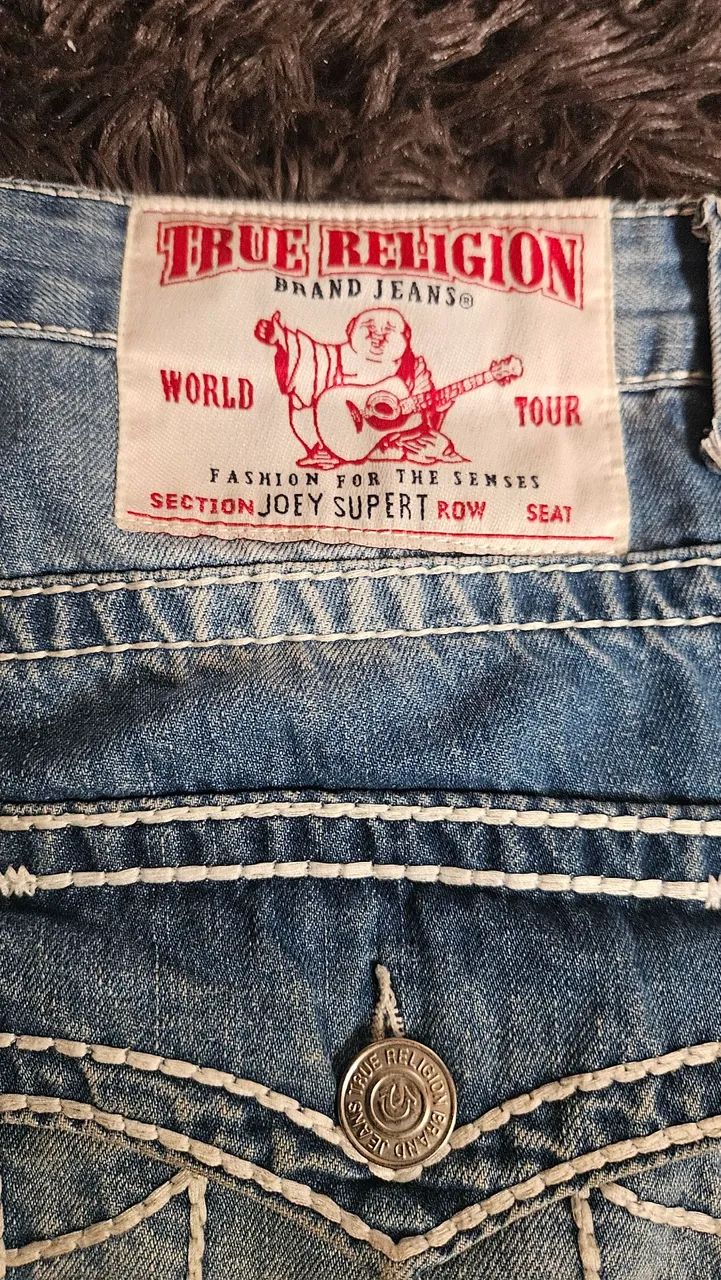 TRUE RELIGION
BRAND JEANS®
WORLD TOUR
FASHION FOR THE SENSES
SECTION JOEY SUPERT ROW SEAT
TRUE RELIGION BRAND JEANS